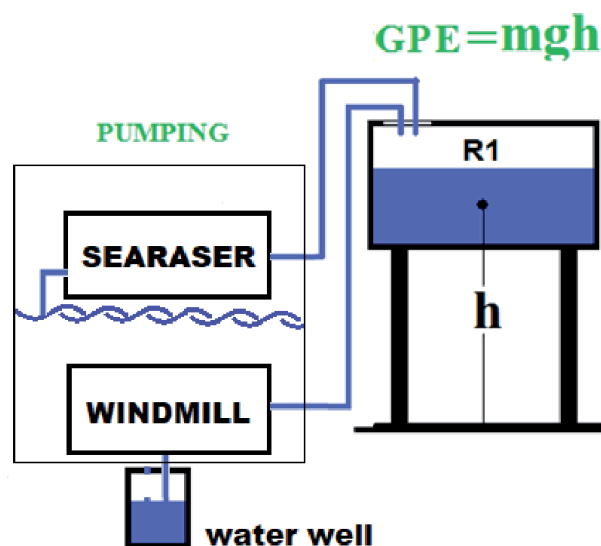 GPE=mgh
PUMPING
R1
SEARASER
h
WINDMILL
water well